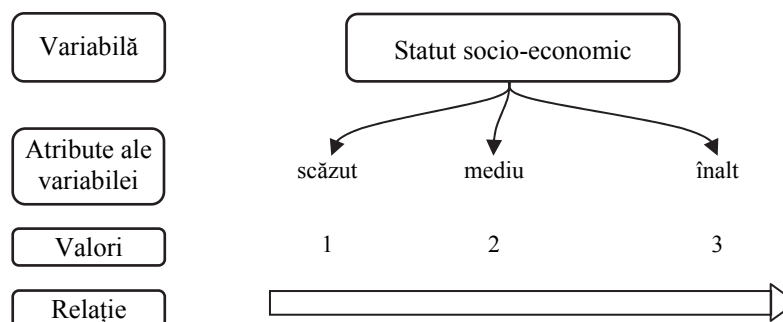 Variabilă
Statut socio-economic
Atribute ale
variabilei
scăzut mediu înalt
Valori
1 2 3
Relație